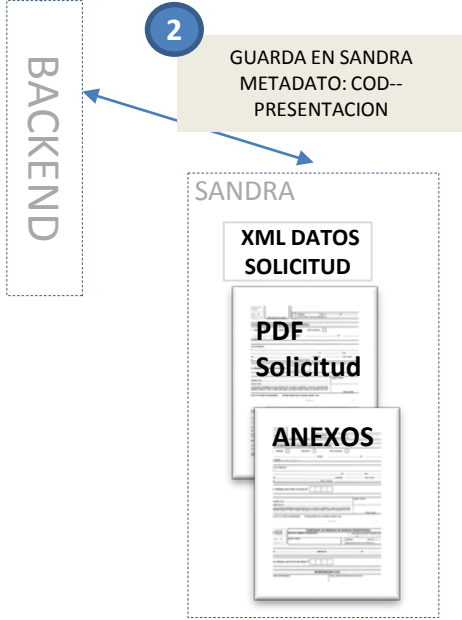 2
GUARDA EN SANDRA
METADATO: COD--
PRESENTACION
BACKEND
SANDRA
XML DATOS
SOLICITUD
PDF
Solicitud
ANEXOS